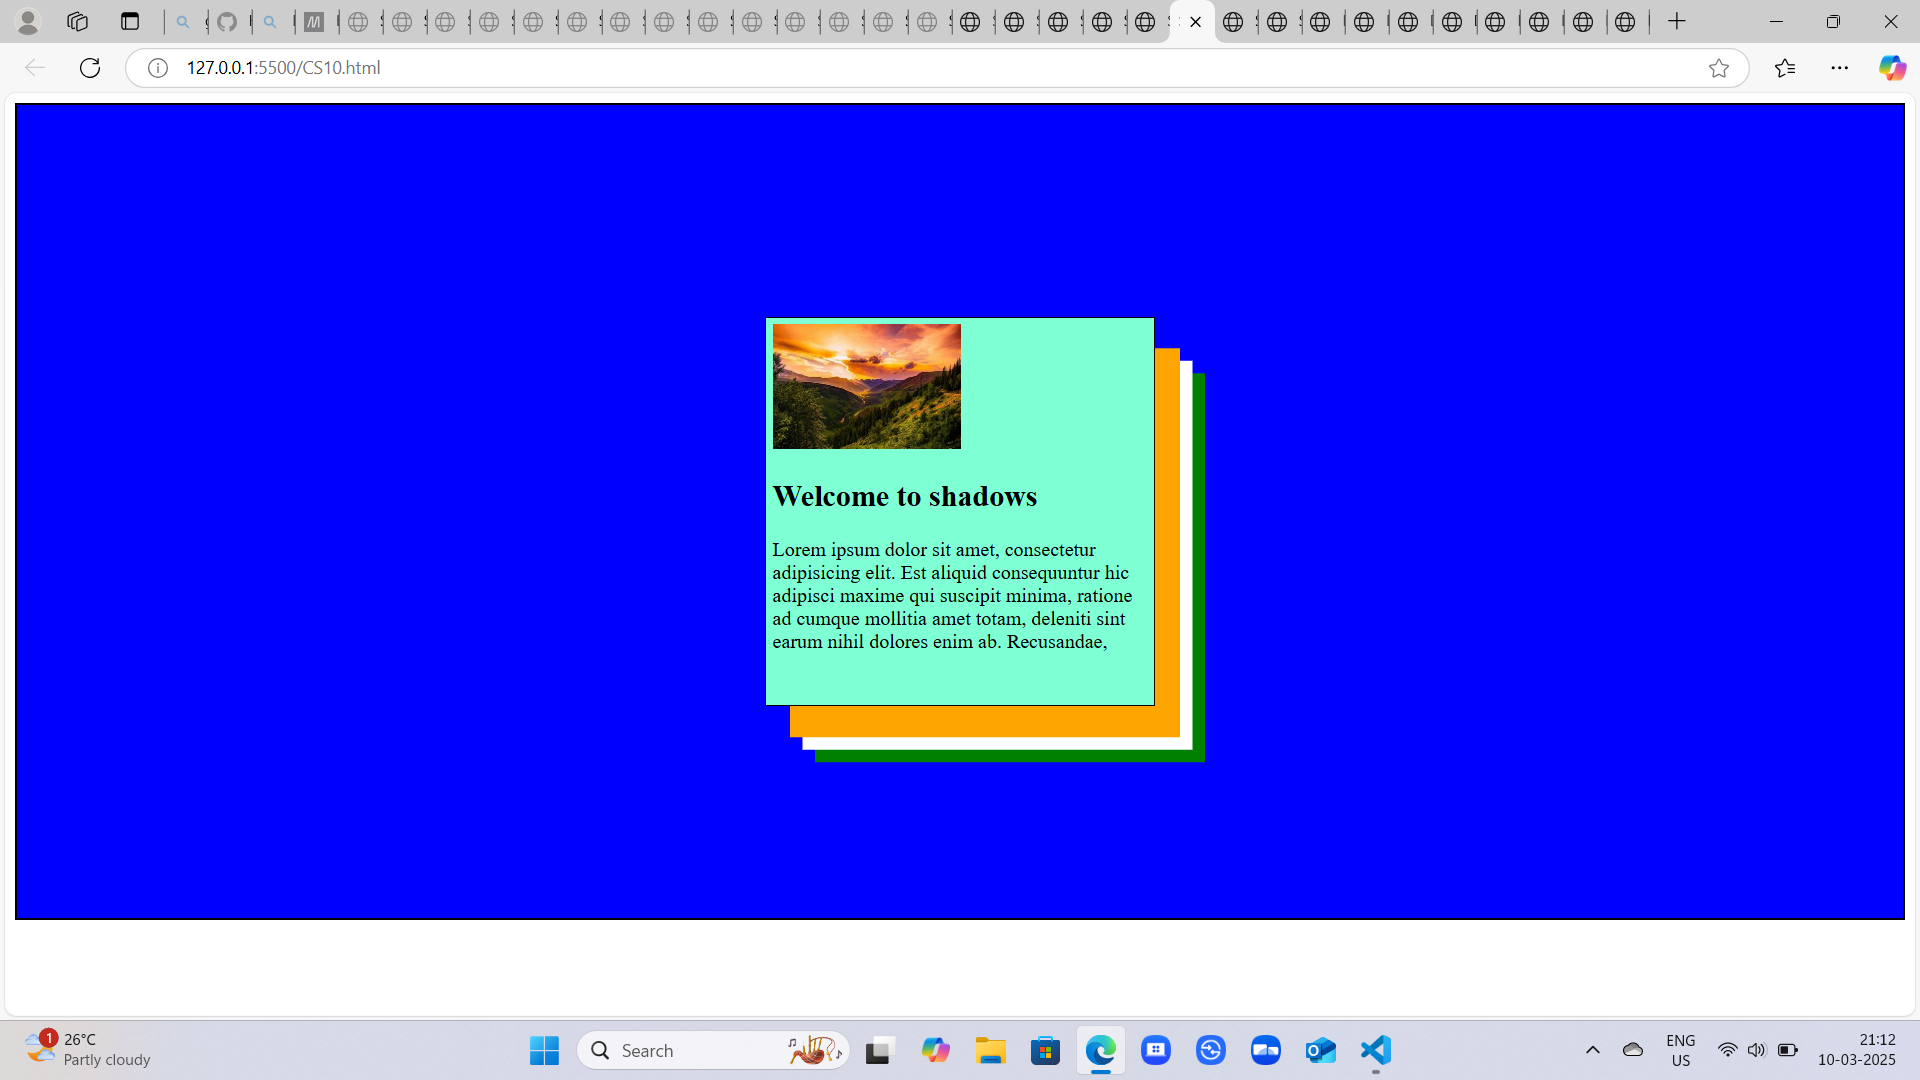 127.0.0.1:5500/CS10.html
Welcome to shadows
Lorem ipsum dolor sit amet, consectetur
adipisicing elit. Est aliquid consequuntur hic
adipisci maxime qui suscipit minima, ratione
ad cumque mollitia amet totam, deleniti sint
earum nihil dolores enim ab. Recusandae,
1
26°C
Partly cloudy
Search
ENG
US
21:12
10-03-2025